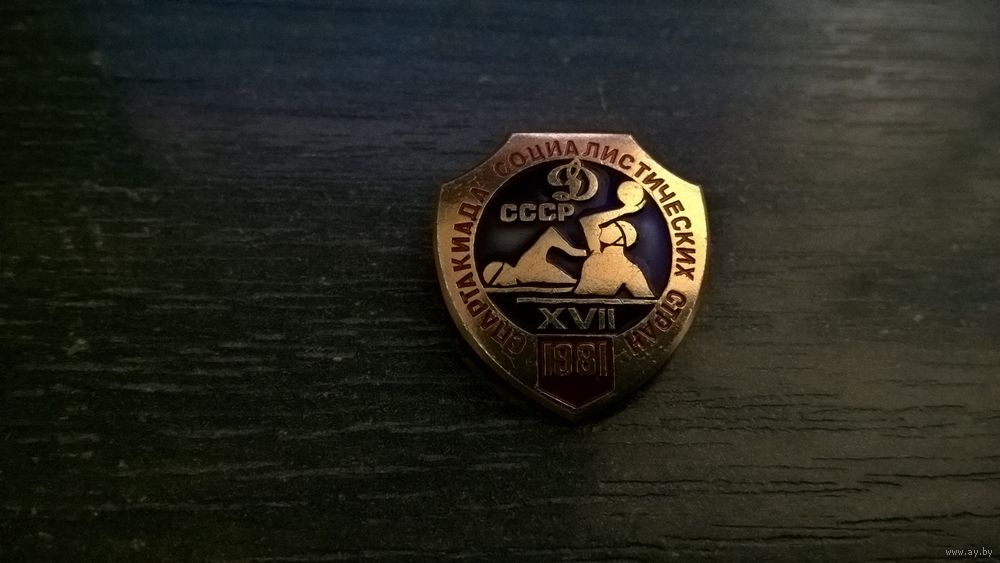 СПАРТАКИАДА СОЦИАЛИСТИЧЕСКИХ СТРАН
Д
СССР
XVII
1981
www.ay.by